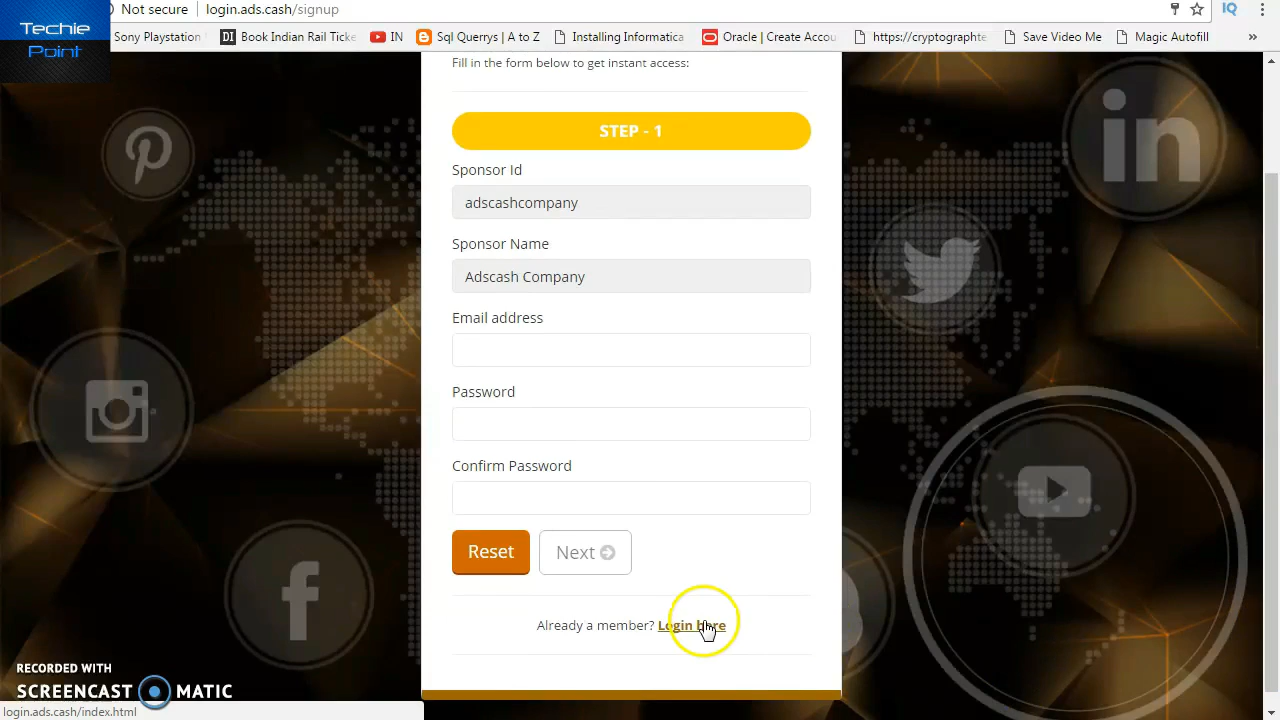 Techie
Point
Not secure login.ads.cash/signup
IQ
Sony Playstation
DI Book Indian Rail Ticke
IN
Sql Querrys | A to Z
Installing Informatica
Oracle | Create Accou
https://cryptographte
Save Video Me
Magic Autofill
»
Fill in the form below to get instant access:
STEP - 1
Sponsor Id
adscashcompany
Sponsor Name
Adscash Company
Email address
Password
Confirm Password
Reset
Next
Already a member? Login here
RECORDED WITH
SCREENCAST MATIC
login.ads.cash/index.html